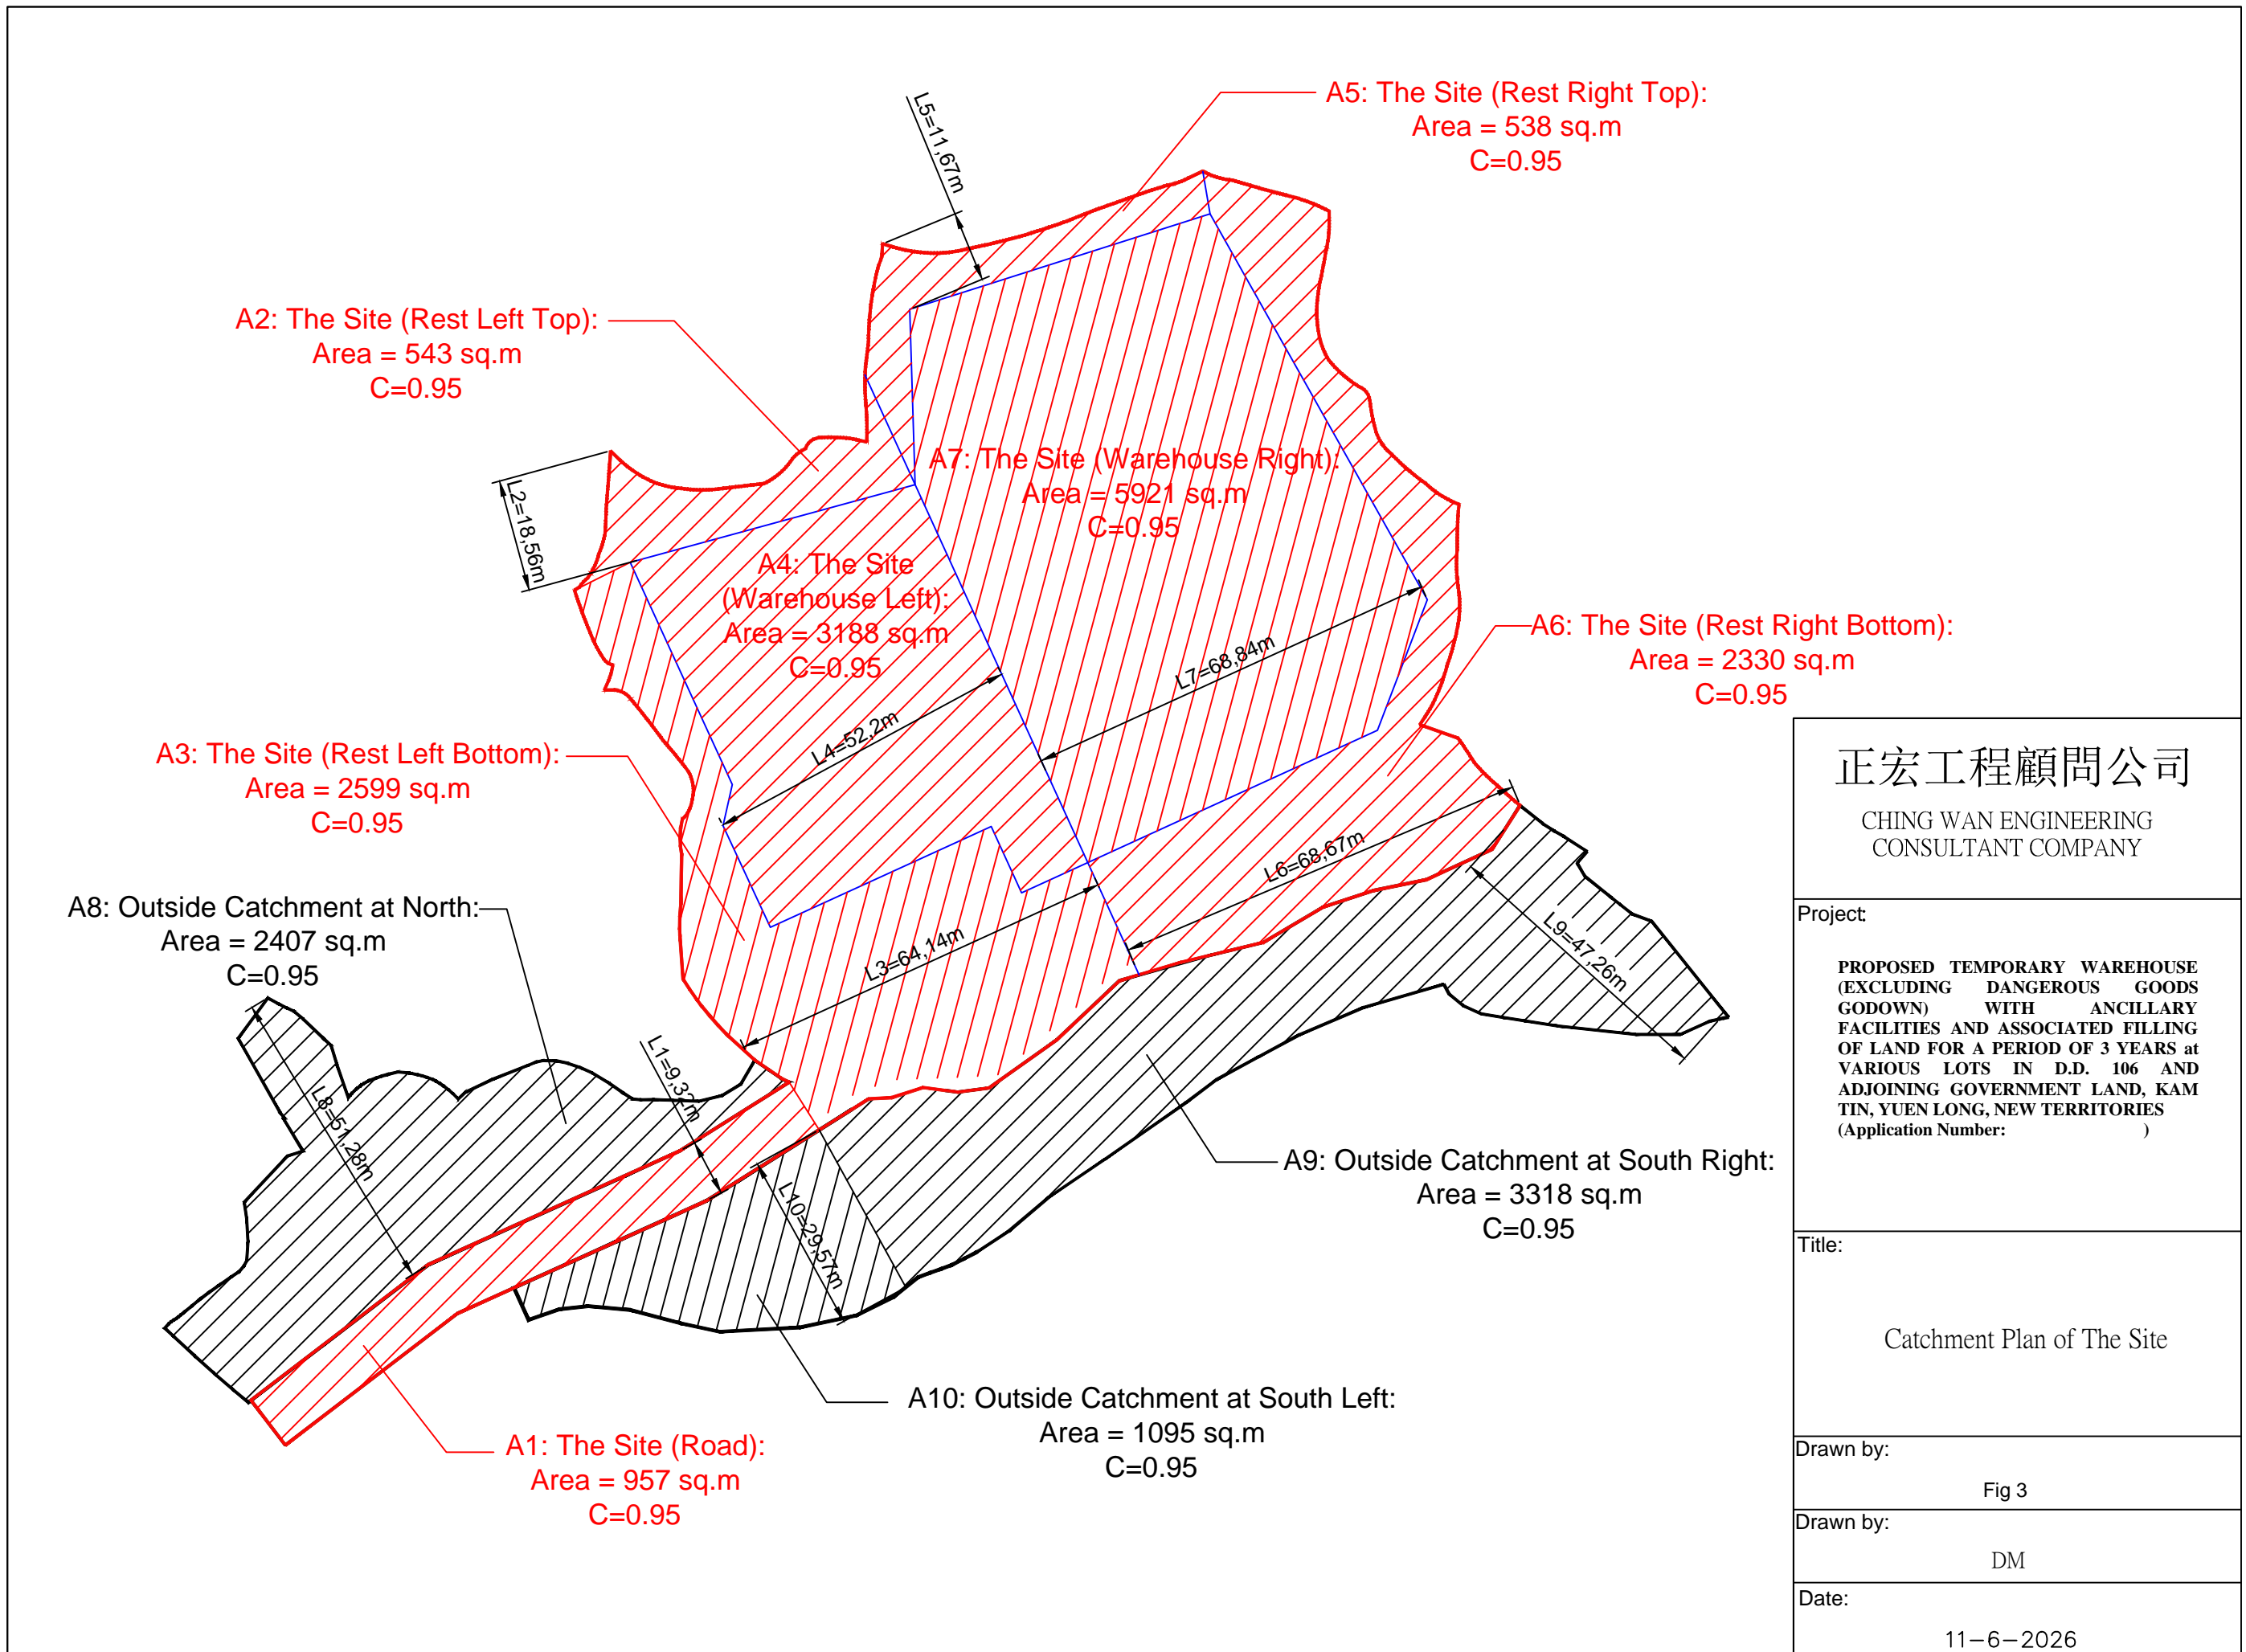 L5=11,67m
A5: The Site (Rest Right Top):
Area = 538 sq.m
C=0.95
A2: The Site (Rest Left Top):
Area = 543 sq.m
C=0.95
L2=18,56m
A7: The Site (Warehouse Right):
Area = 5921 sq.m
C=0.95
A4: The Site
(Warehouse Left):
Area = 3188 sq.m
C=0.95
L7=68,84m
L4=52,2m
A6: The Site (Rest Right Bottom):
Area = 2330 sq.m
C=0.95
A3: The Site (Rest Left Bottom):
Area = 2599 sq.m
C=0.95
L6=68,67m
L3=64,14m
L9=47,26m
A8: Outside Catchment at North:
Area = 2407 sq.m
C=0.95
L1=9,32m
L8=51,28m
L10=29,57m
A9: Outside Catchment at South Right:
Area = 3318 sq.m
C=0.95
A10: Outside Catchment at South Left:
Area = 1095 sq.m
C=0.95
A1: The Site (Road):
Area = 957 sq.m
C=0.95
正宏工程顧問公司
CHING WAN ENGINEERING
CONSULTANT COMPANY
Project:
PROPOSED TEMPORARY WAREHOUSE
(EXCLUDING DANGEROUS GOODS
GODOWN) WITH ANCILLARY
FACILITIES AND ASSOCIATED FILLING
OF LAND FOR A PERIOD OF 3 YEARS at
VARIOUS LOTS IN D.D. 106 AND
ADJOINING GOVERNMENT LAND, KAM
TIN, YUEN LONG, NEW TERRITORIES
(Application Number: )
Title:
Catchment Plan of The Site
Drawn by:
Fig 3
Drawn by:
DM
Date:
11-6-2026